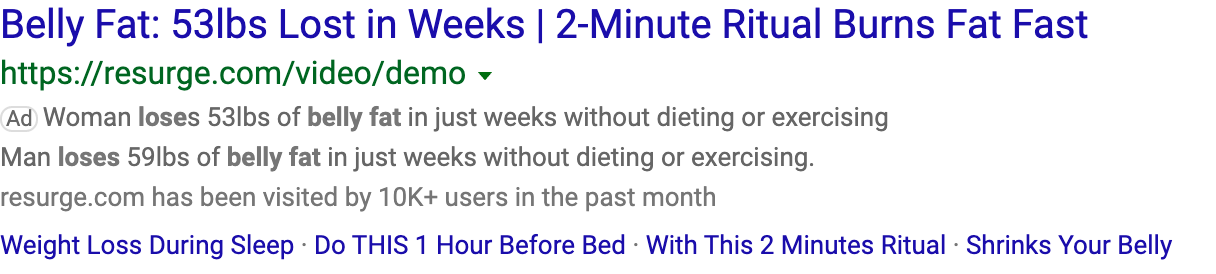 Belly Fat: 53lbs Lost in Weeks | 2-Minute Ritual Burns Fat Fast
https://resurge.com/video/demo
Ad Woman loses 53lbs of belly fat in just weeks without dieting or exercising
Man loses 59lbs of belly fat in just weeks without dieting or exercising.
resurge.com has been visited by 10K+ users in the past month
Weight Loss During Sleep · Do THIS 1 Hour Before Bed · With This 2 Minutes Ritual · Shrinks Your Belly